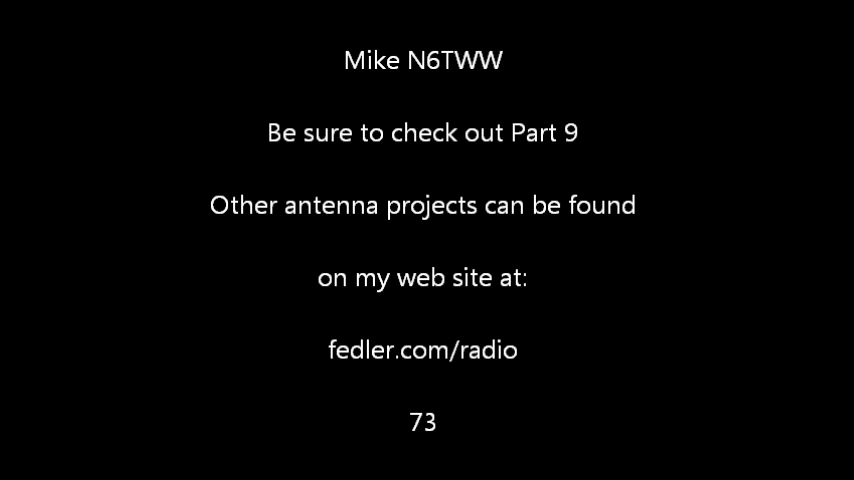 Mike N6TWW
Be sure to check out Part 9
Other antenna projects can be found
on my web site at:
fedler.com/radio
73